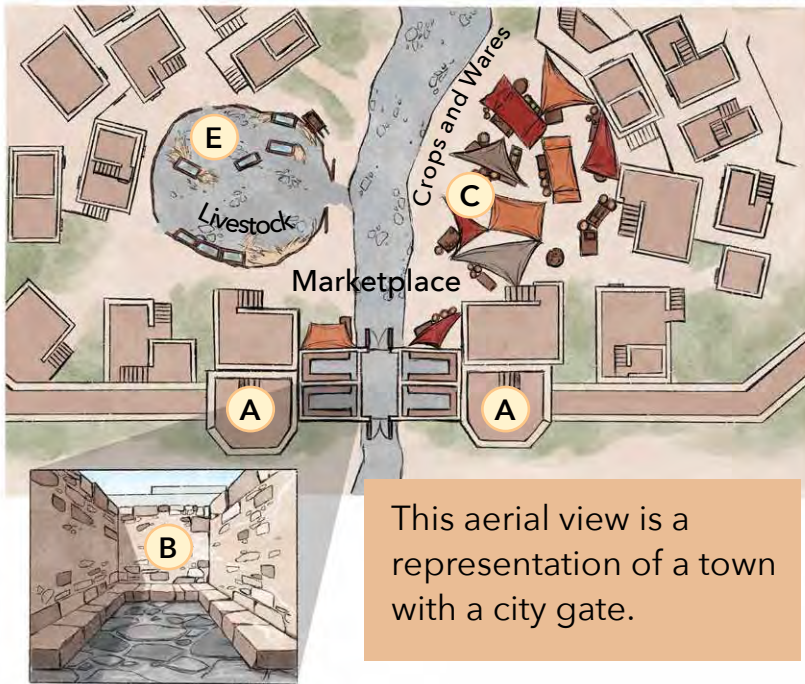 E
Livestock
Crops and Wares
C
Marketplace
A
A
B
This aerial view is a
representation of a town
with a city gate.